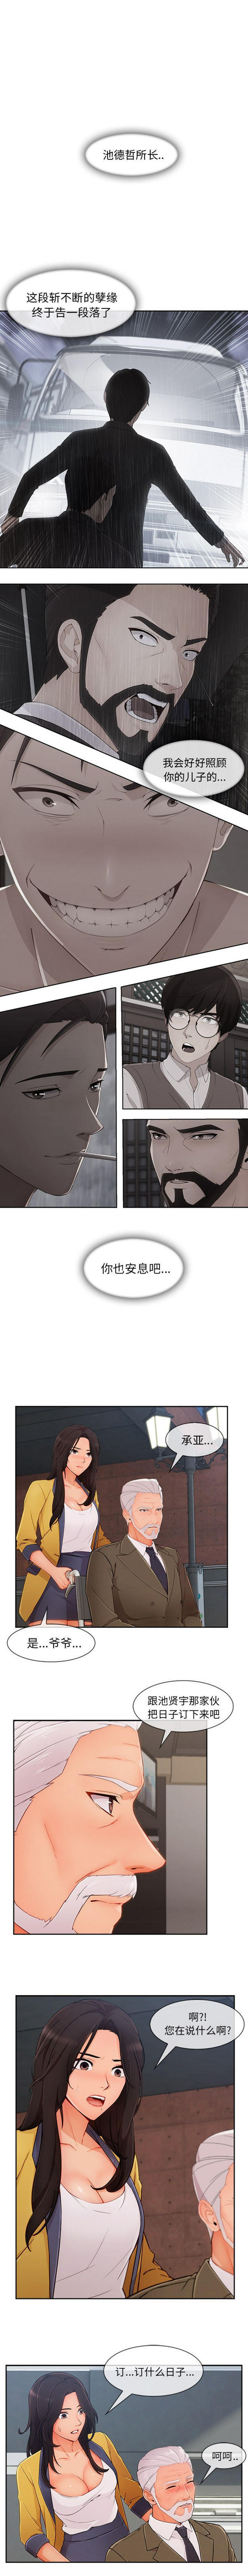 池德哲所长..
这段斩不断的孽缘
终于告一段落了
我会好好照顾
你的儿子的...
你也安息吧...
承亚...
是...爷爷...
跟池贤宇那家伙
把日子订下来吧
啊?!
您在说什么啊?
订...订什么日子...
呵呵..